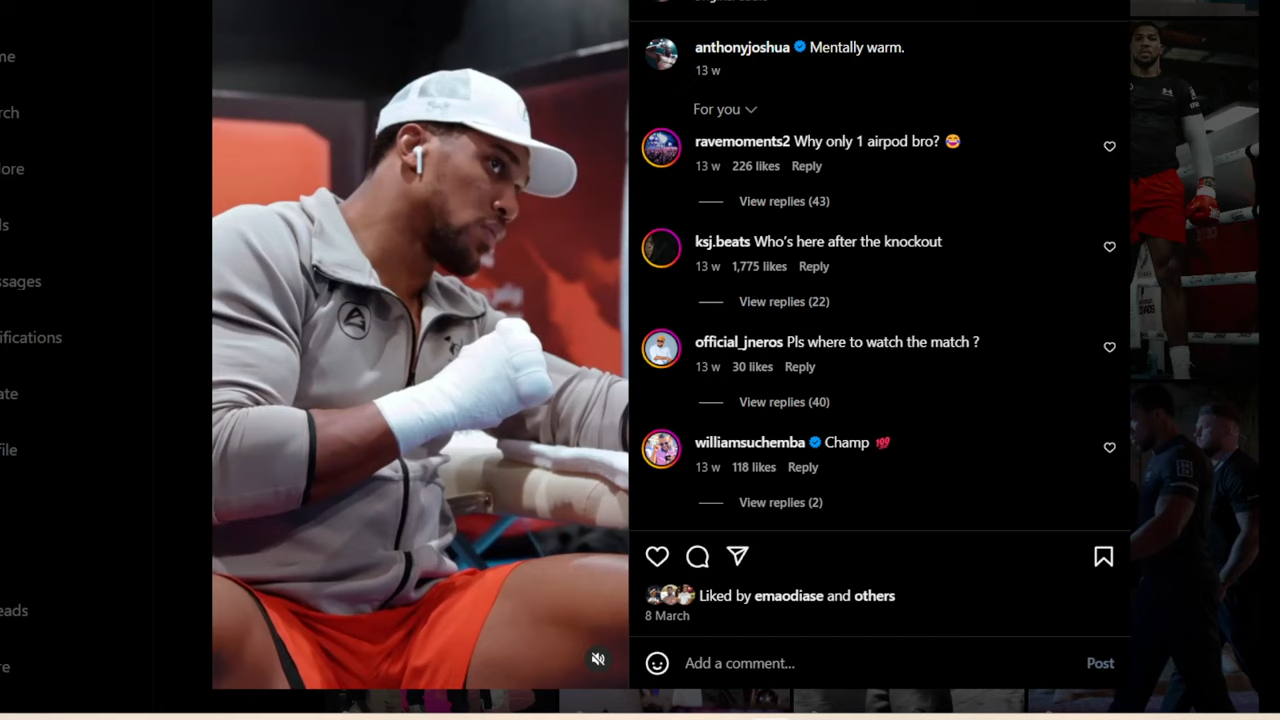 me
rch
ore
ls
ssages
ifications
ate
file
eads
re
anthonyjoshua Mentally warm.
13 w
For you
ravemoments2 Why only 1 airpod bro? 😂
13 w 226 likes Reply
View replies (43)
ksj.beats Who's here after the knockout
13 w 1,775 likes Reply
View replies (22)
official_jneros Pls where to watch the match ?
13 w 30 likes Reply
View replies (40)
williamsuchemba Champ 💯
13 w 118 likes Reply
View replies (2)
Liked by emaodiase and others
8 March
Add a comment... Post